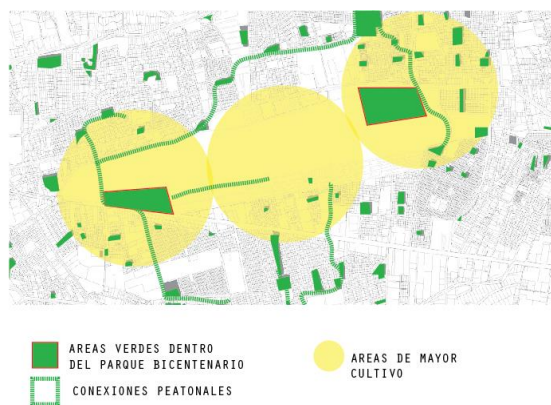 AREAS VERDES DENTRO
DEL PARQUE BICENTENARIO
CONEXIONES PEATONALES
AREAS DE MAYOR
CULTIVO